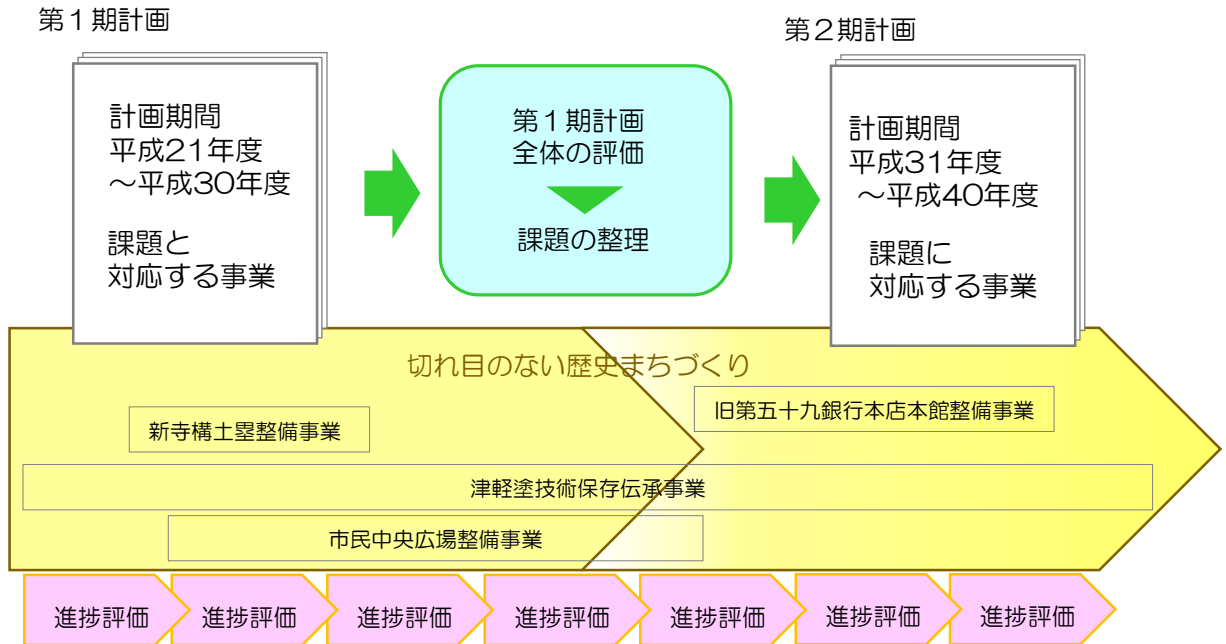 第１期計画
計画期間
平成21年度
～平成30年度
課題と
対応する事業
第１期計画
全体の評価
課題の整理
第２期計画
計画期間
平成31年度
～平成40年度
課題に
対応する事業
切れ目のない歴史まちづくり
新寺構土塁整備事業
旧第五十九銀行本店本館整備事業
津軽塗技術保存伝承事業
市民中央広場整備事業
進捗評価
進捗評価
進捗評価
進捗評価
進捗評価
進捗評価
進捗評価